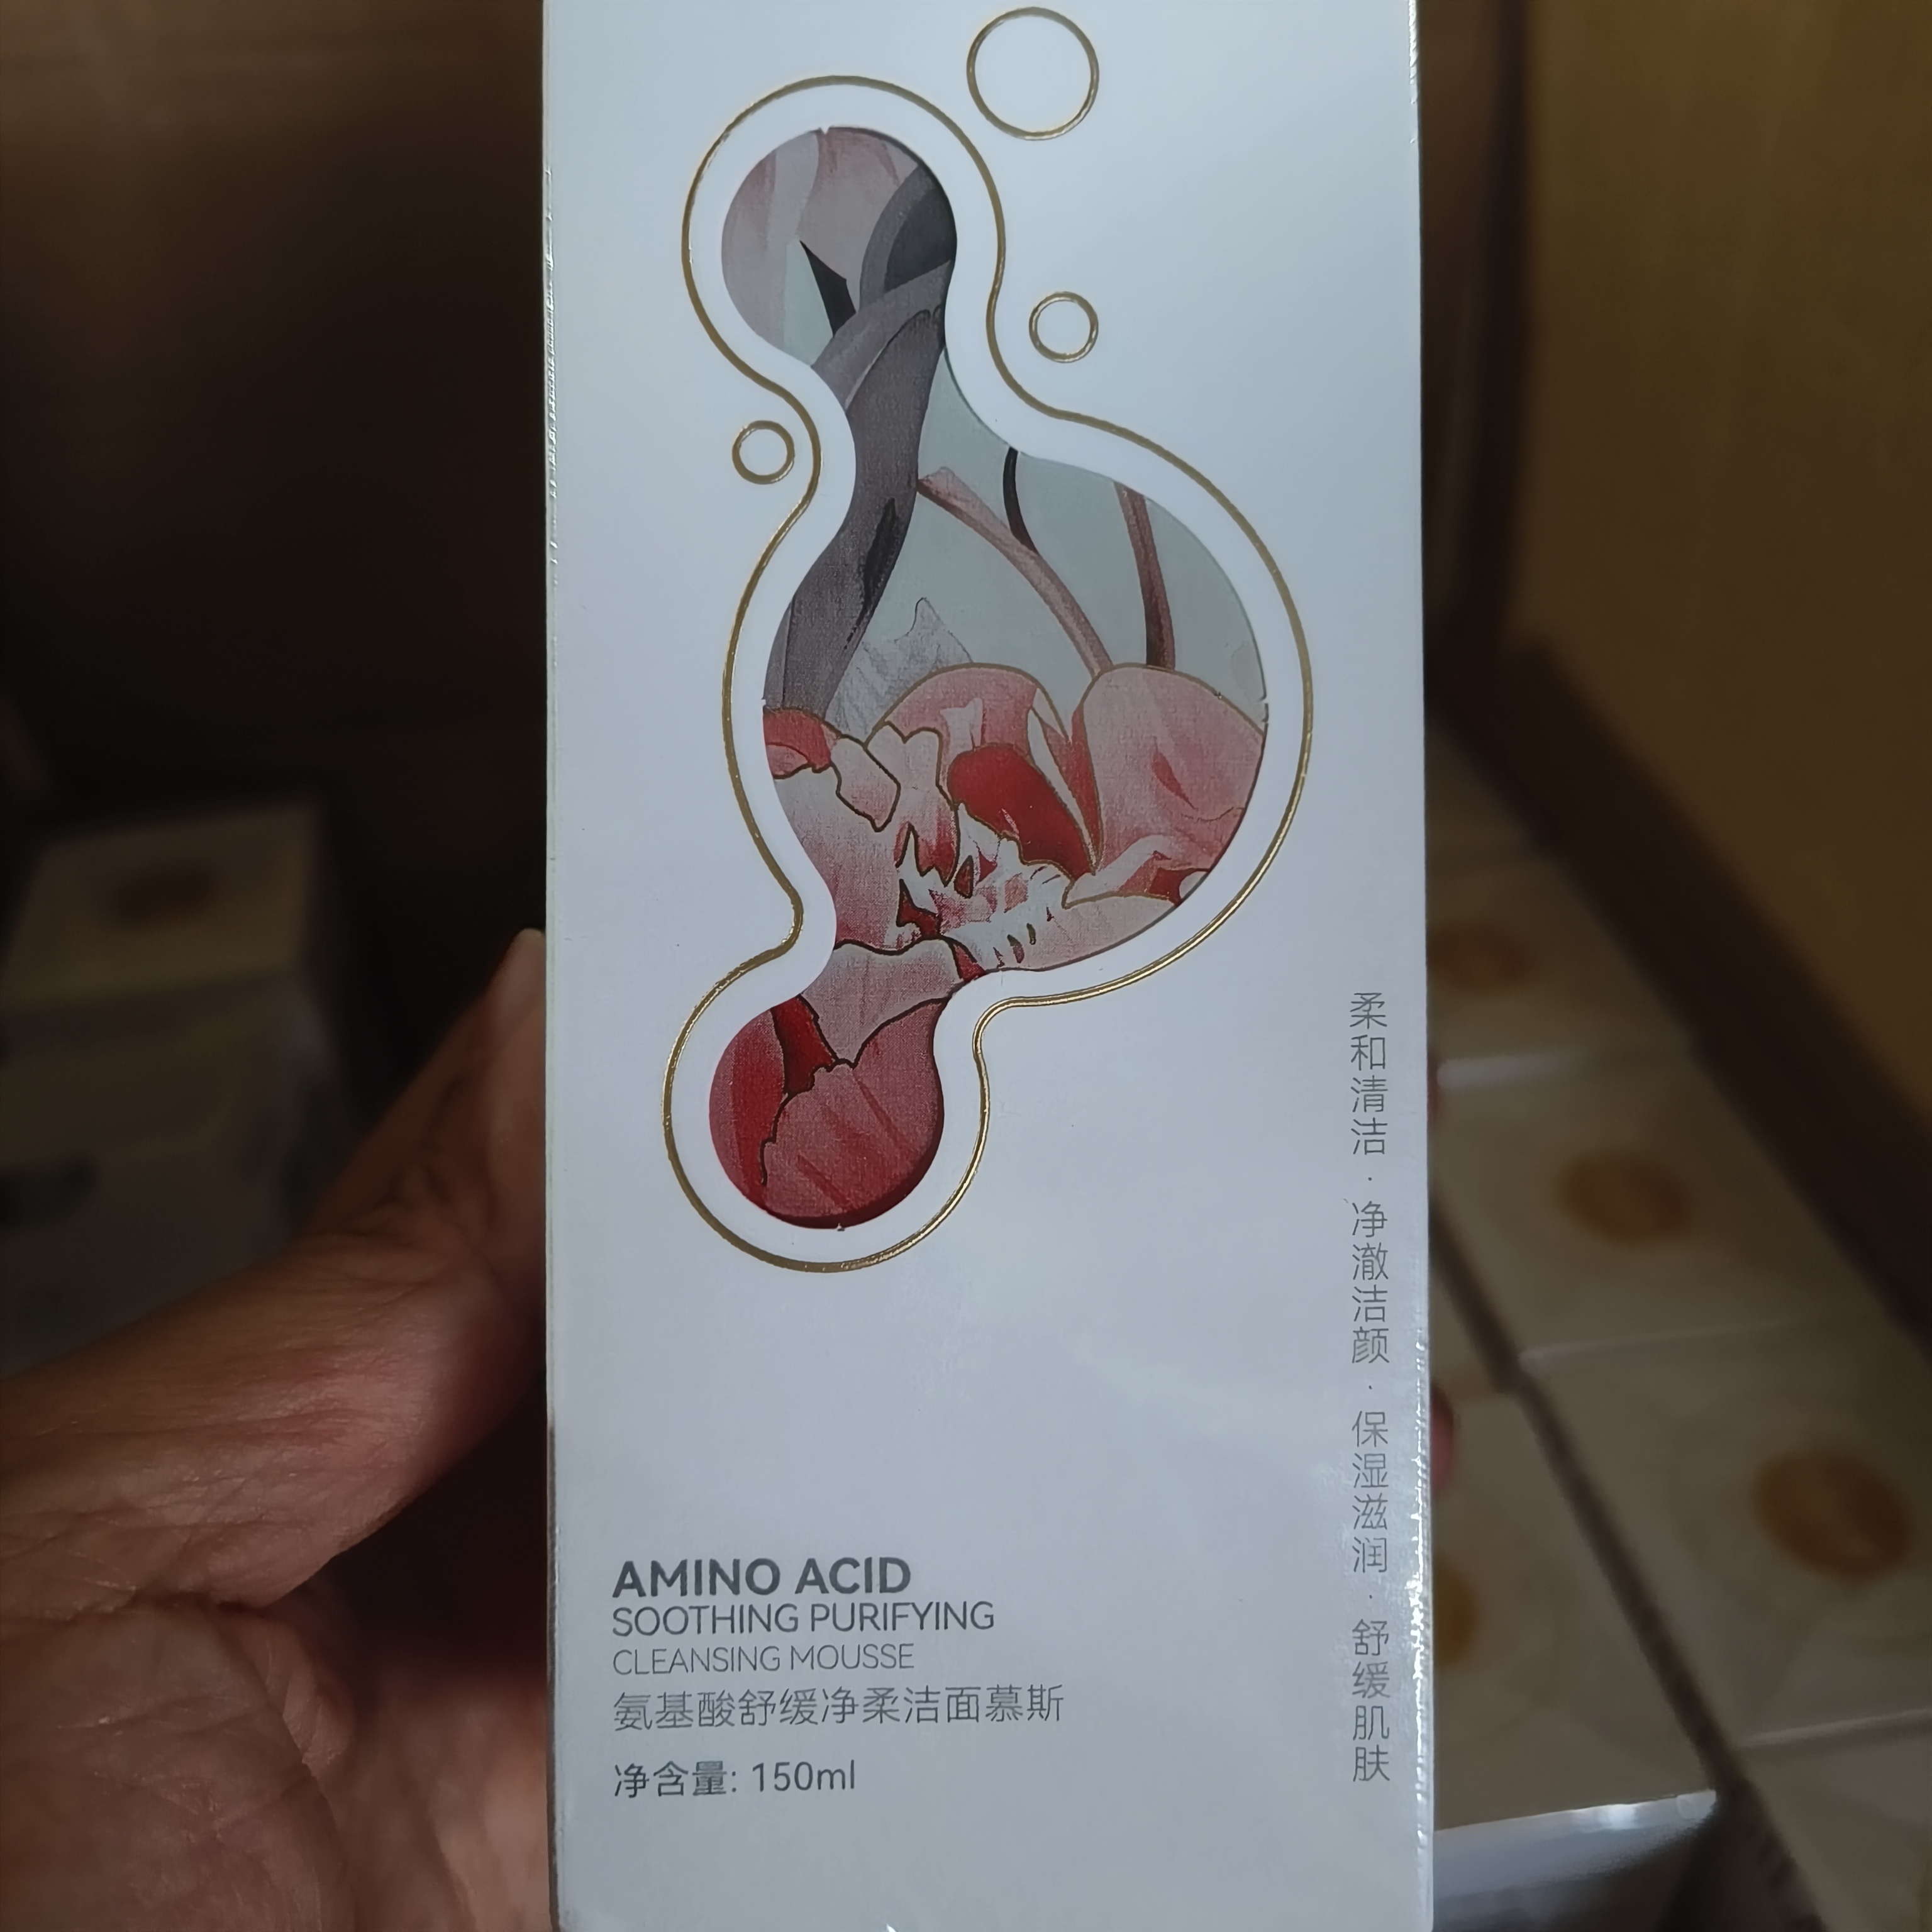 柔和清洁 · 净澈洁颜 · 保湿滋润 · 舒缓肌肤
AMINO ACID
SOOTHING PURIFYING
CLEANSING MOUSSE
氨基酸舒缓净柔洁面慕斯
净含量: 150ml